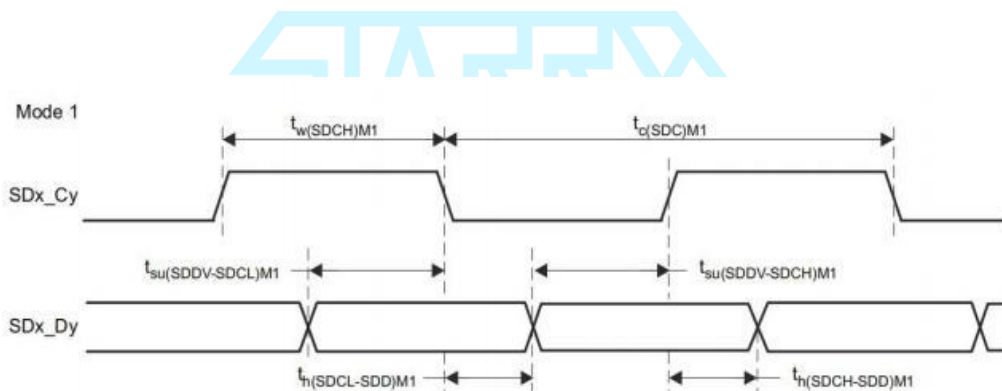 Mode 1
tw(SDCH)M1 tc(SDC)M1
SDx_Cy
tsu(SDDV-SDCL)M1 tsu(SDDV-SDCH)M1
SDx_Dy
th(SDCL-SDD)M1 th(SDCH-SDD)M1